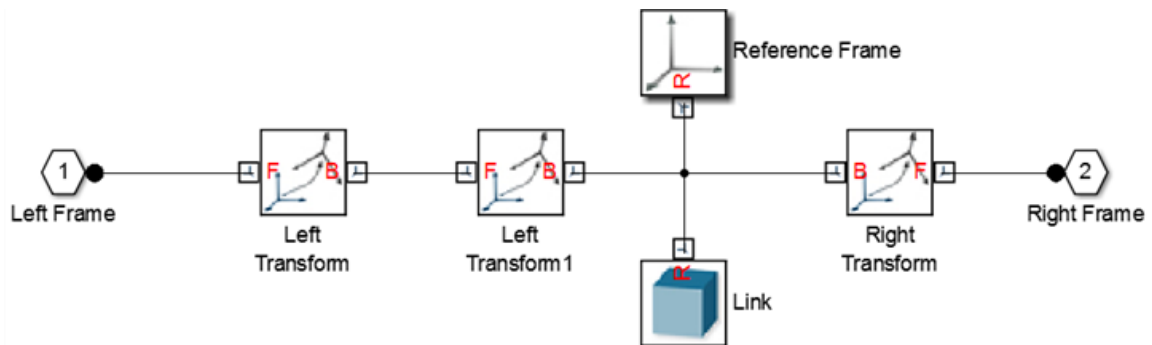 R
Reference Frame
1
F
B
F
B
B
F
2
Left Frame
Right Frame
Left
Transform
Left
Transform1
Right
Transform
R
Link